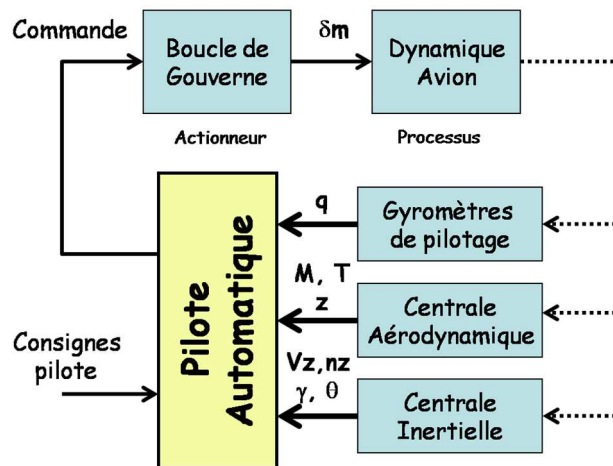 Commande
Boucle de
Gouverne
δm
Dynamique
Avion
Actionneur
Processus
Pilote
Automatique
q
Gyromètres
de pilotage
M, T
z
Centrale
Aérodynamique
Consignes
pilote
Vz,nz
γ, θ
Centrale
Inertielle